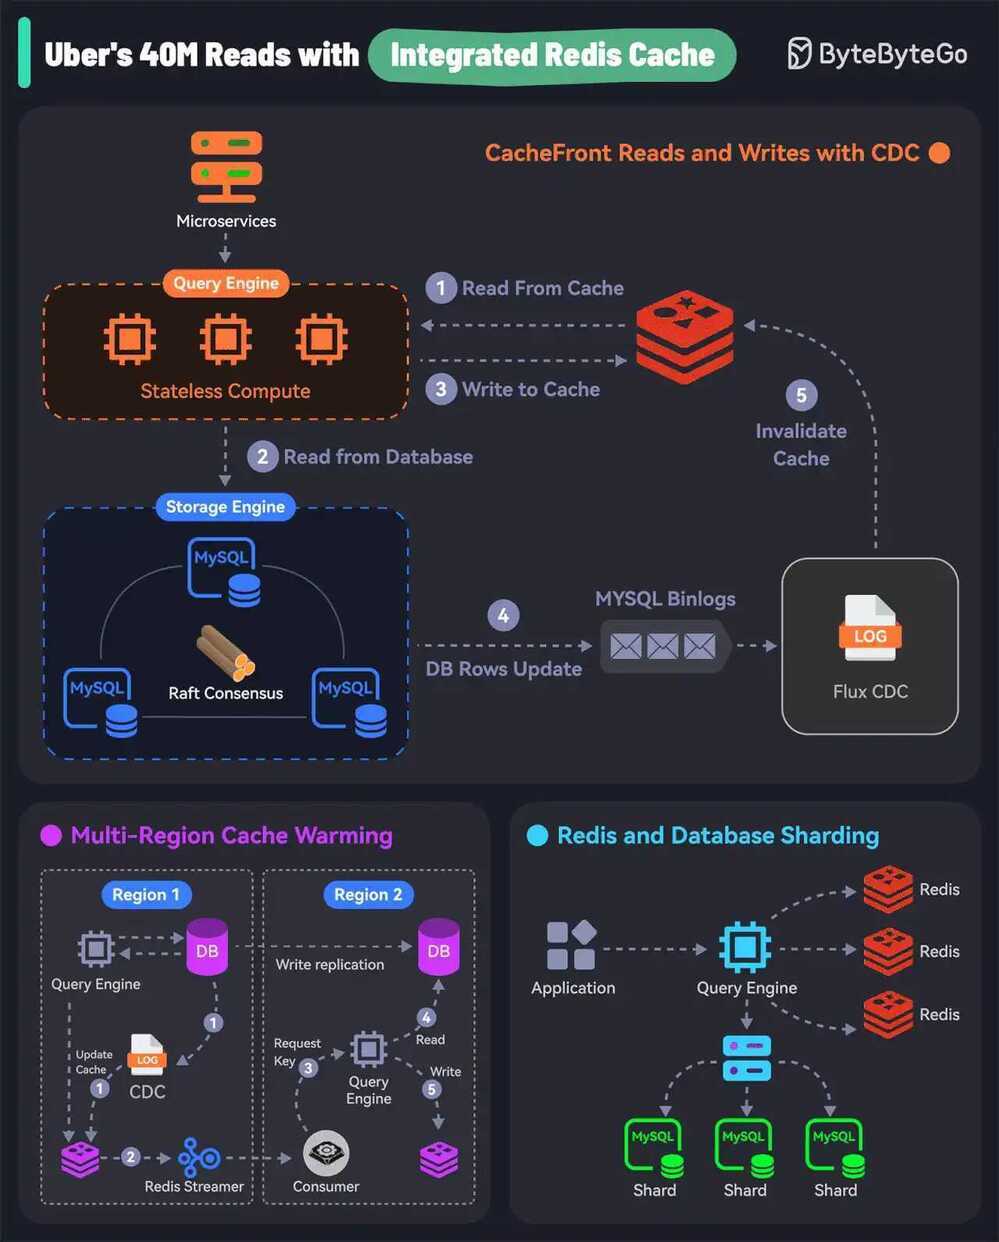 Uber's 40M Reads with Integrated Redis Cache
ByteByteGo
CacheFront Reads and Writes with CDC
Microservices
Query Engine
Stateless Compute
1 Read From Cache
3 Write to Cache
5
Invalidate
Cache
2 Read from Database
Storage Engine
MySQL
MySQL
MySQL
Raft Consensus
4
DB Rows Update
MYSQL Binlogs
LOG
Flux CDC
Multi-Region Cache Warming
Region 1
Region 2
DB
DB
Query Engine
Write replication
1
Update
Cache
1
LOG
CDC
2
Redis Streamer
Request
Key
3
4
Read
Query
Engine
Write
5
Consumer
Redis and Database Sharding
Application
Query Engine
Redis
Redis
Redis
MySQL
MySQL
MySQL
Shard
Shard
Shard